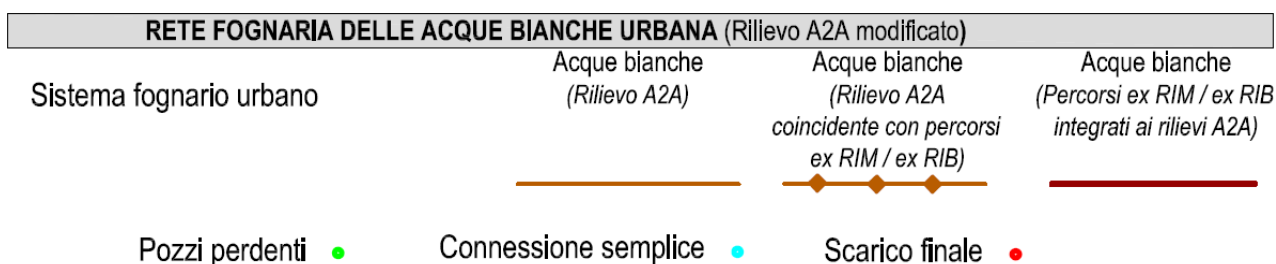 RETE FOGNARIA DELLE ACQUE BIANCHE URBANA (Rilievo A2A modificato)
Sistema fognario urbano
Acque bianche
(Rilievo A2A)
Acque bianche
(Rilievo A2A
coincidente con percorsi
ex RIM / ex RIB)
Acque bianche
(Percorsi ex RIM / ex RIB
integrati ai rilievi A2A)
Pozzi perdenti
Connessione semplice
Scarico finale